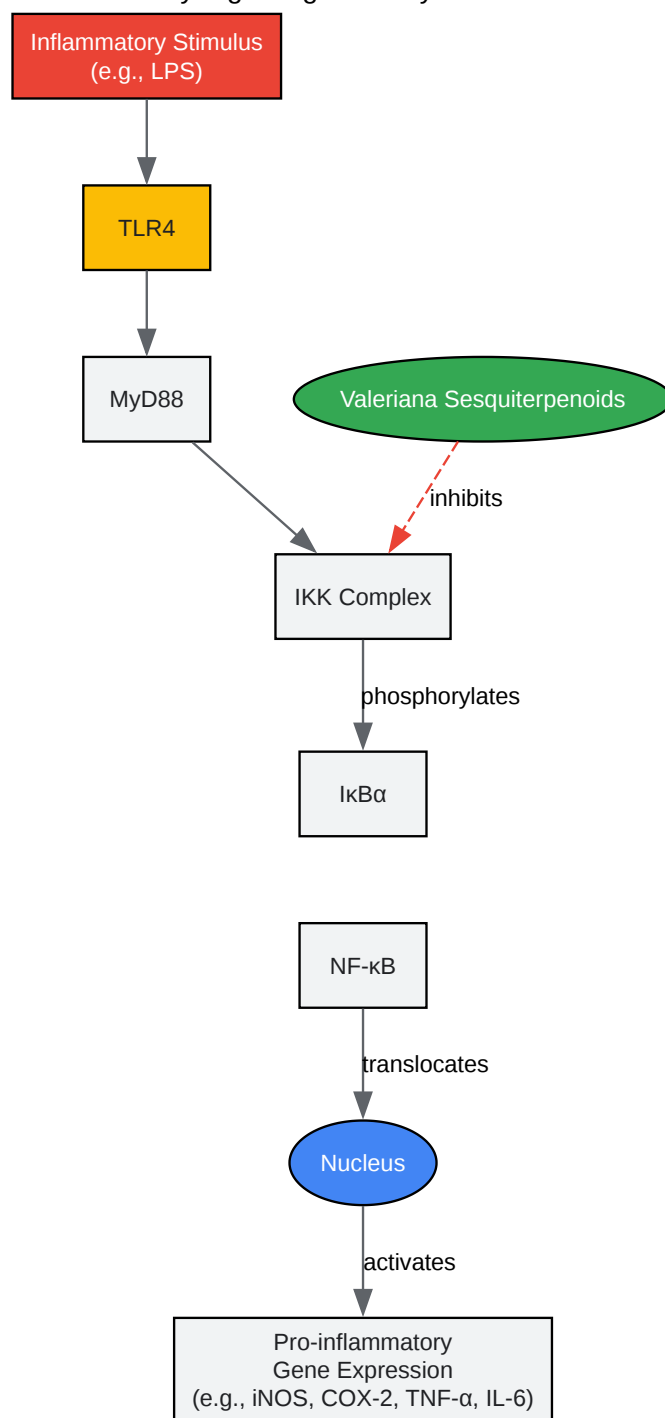 Inflammatory Stimulus
(e.g., LPS)
TLR4
MyD88
Valeriana Sesquiterpenoids
inhibits
IKK Complex
phosphorylates
IκBα
NF-κB
translocates
Nucleus
activates
Pro-inflammatory
Gene Expression
(e.g., iNOS, COX-2, TNF-α, IL-6)